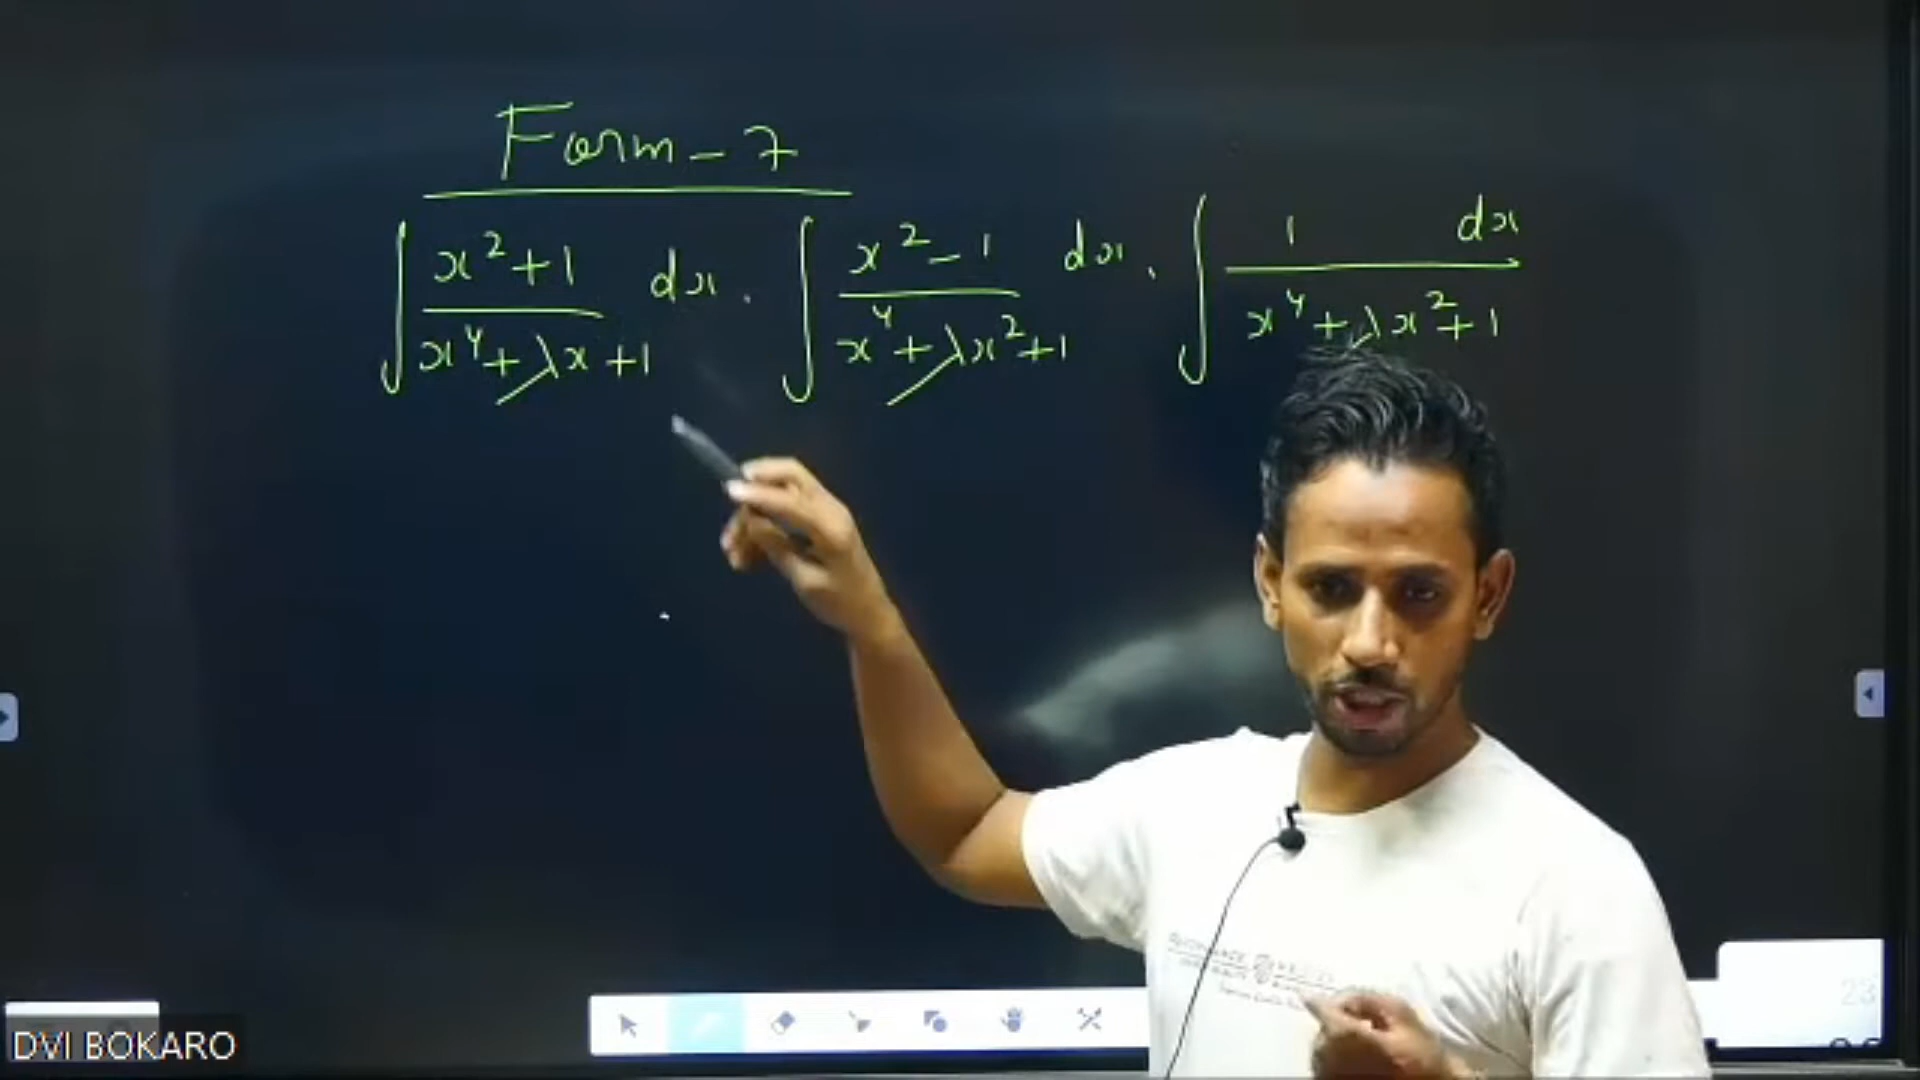 Form - 7
∫ x²+1 / x⁴+λx+1 dx. ∫ x²-1 / x⁴+λx²+1 dx, ∫ 1 dx / x⁴+λx²+1
23
DVI BOKARO